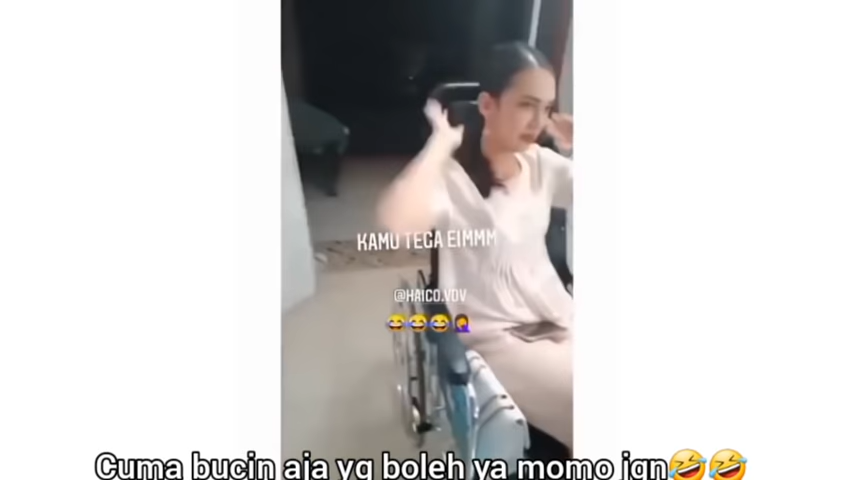 KAMU TEGA EIMMM
@HAICO.VDV
😂😂😂🤦‍♀️
Cuma bucin aja yg boleh ya momo jgn🤣🤣